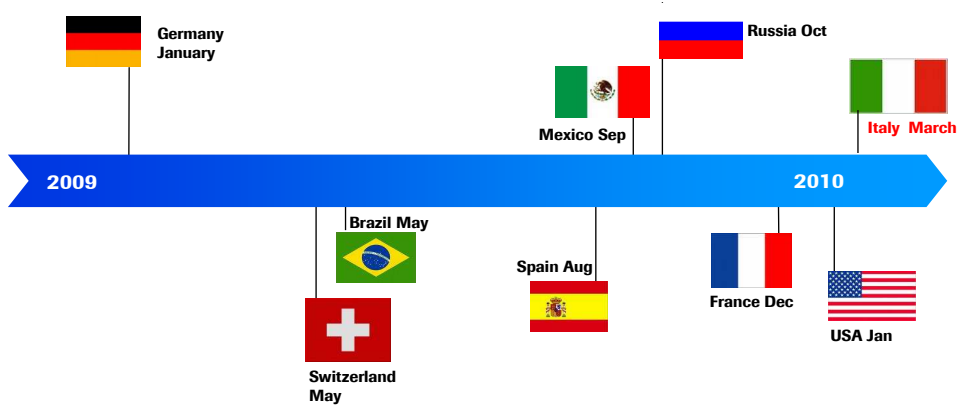 Germany
January
Russia Oct
Mexico Sep
Italy March
2009
2010
Brazil May
Spain Aug
France Dec
USA Jan
Switzerland
May